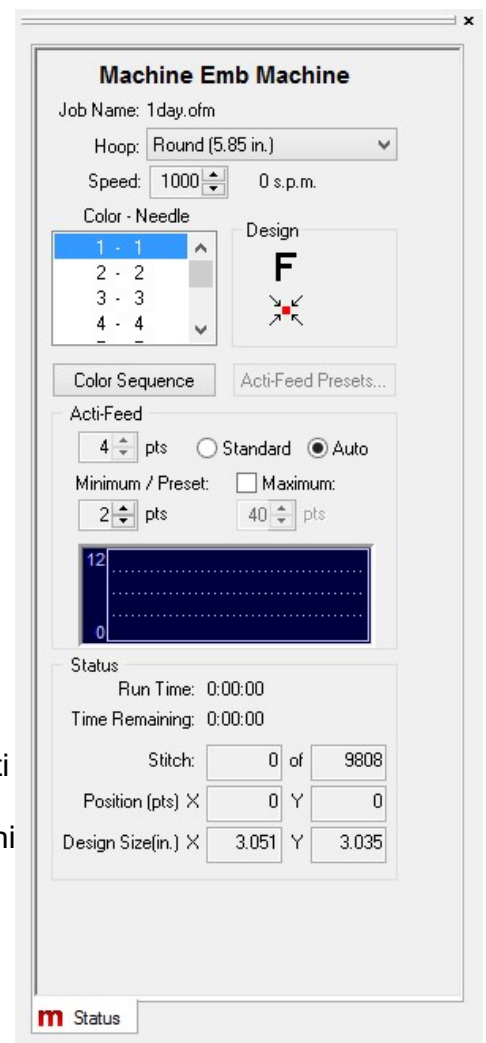 x
Machine Emb Machine
Job Name: 1day.ofm
Hoop: Round (5.85 in.)
Speed: 1000 0 s.p.m.
Color - Needle
Design
1 - 1
2 - 2
3 - 3
4 - 4
F
Color Sequence Acti-Feed Presets...
Acti-Feed
4 pts Standard Auto
Minimum / Preset: Maximum:
2 pts 40 pts
12
0
Status
Run Time: 0:00:00
Time Remaining: 0:00:00
Stitch: 0 of 9808
Position (pts) X 0 Y 0
Design Size(in.) X 3.051 Y 3.035
m Status